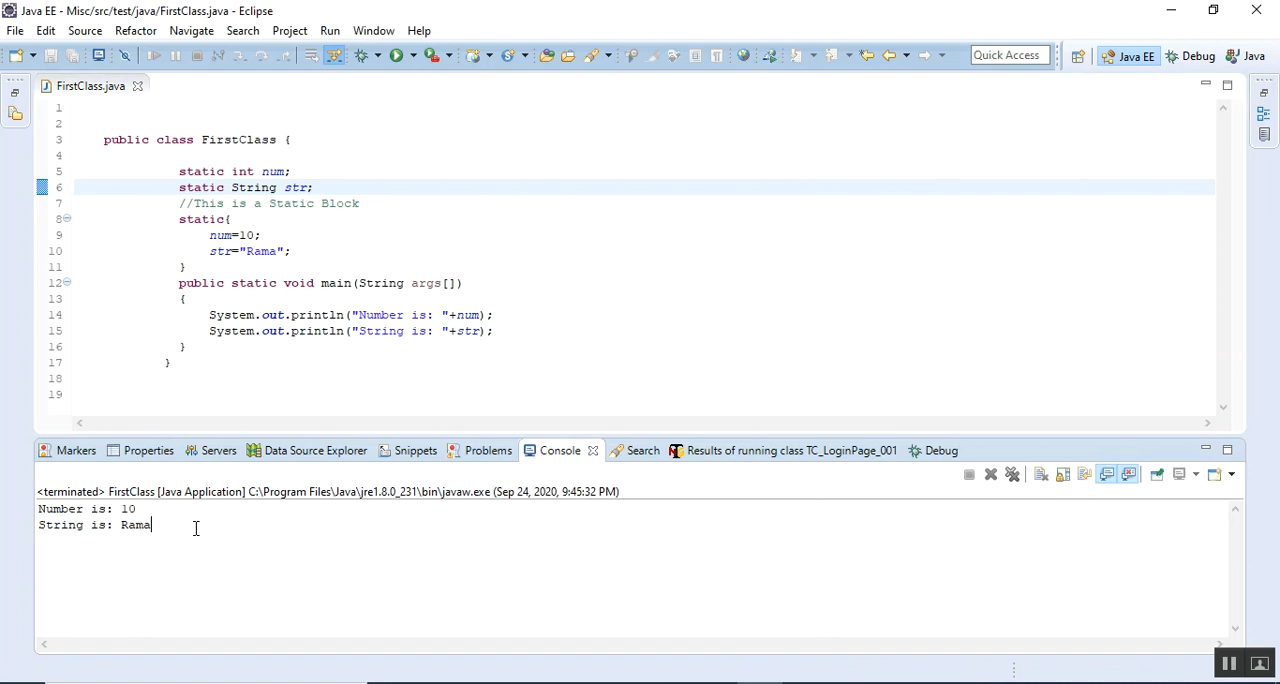 Java EE - Misc/src/test/java/FirstClass.java - Eclipse
File Edit Source Refactor Navigate Search Project Run Window Help
Quick Access Java EE Debug Java
FirstClass.java
1
2
3 public class FirstClass {
4
5 static int num;
6 static String str;
7 //This is a Static Block
8 static{
9 num=10;
10 str="Rama";
11 }
12 public static void main(String args[])
13 {
14 System.out.println("Number is: "+num);
15 System.out.println("String is: "+str);
16 }
17 }
18
19
Markers Properties Servers Data Source Explorer Snippets Problems Console Search Results of running class TC_LoginPage_001 Debug
<terminated> FirstClass [Java Application] C:\Program Files\Java\jre1.8.0_231\bin\javaw.exe (Sep 24, 2020, 9:45:32 PM)
Number is: 10
String is: Rama